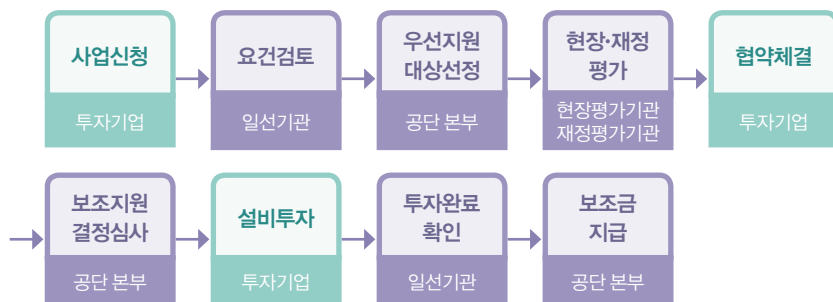 사업신청
투자기업
요건검토
일선기관
우선지원
대상선정
공단 본부
현장·재정
평가
현장평가기관
재정평가기관
협약체결
투자기업
보조지원
결정심사
공단 본부
설비투자
투자기업
투자완료
확인
일선기관
보조금
지급
공단 본부